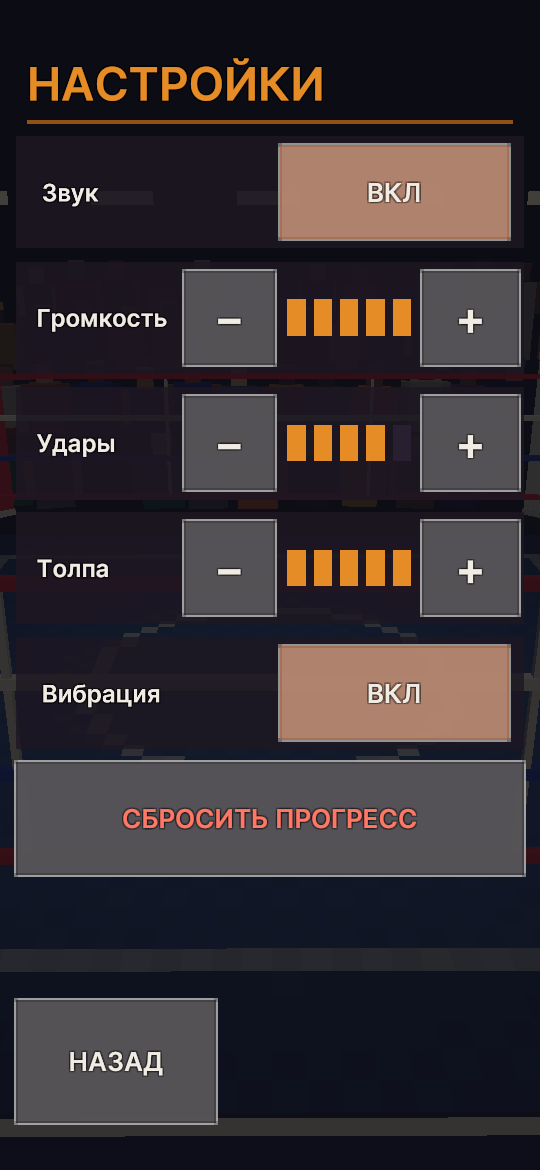 НАСТРОЙКИ
Звук ВКЛ
Громкость – +
Удары – +
Толпа – +
Вибрация ВКЛ
СБРОСИТЬ ПРОГРЕСС
НАЗАД